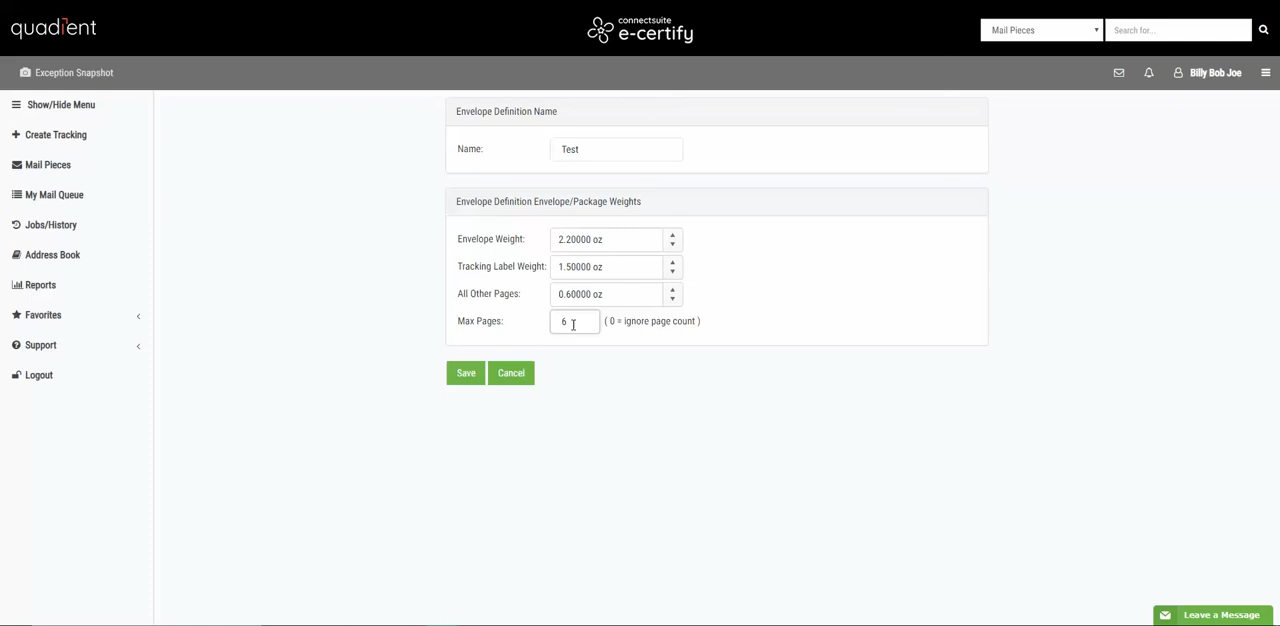 quadient
connectsuite
e-certify
Mail Pieces
Search for...
Exception Snapshot
Billy Bob Joe
Show/Hide Menu
Create Tracking
Mail Pieces
My Mail Queue
Jobs/History
Address Book
Reports
Favorites
Support
Logout
Envelope Definition Name
Name: Test
Envelope Definition Envelope/Package Weights
Envelope Weight: 2.20000 oz
Tracking Label Weight: 1.50000 oz
All Other Pages: 0.60000 oz
Max Pages: 6 ( 0 = ignore page count )
Save Cancel
Leave a Message